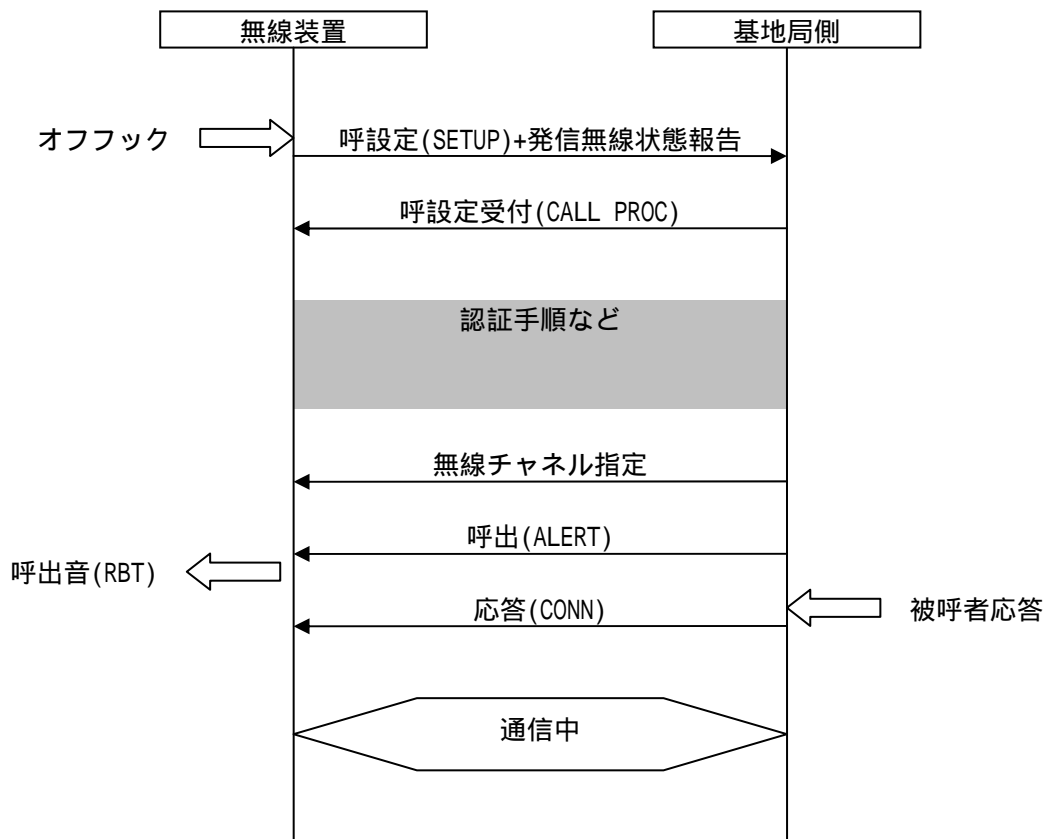 無線装置
基地局側
オフフック
呼設定(SETUP)+発信無線状態報告
呼設定受付(CALL PROC)
認証手順など
無線チャネル指定
呼出(ALERT)
呼出音(RBT)
応答(CONN)
被呼者応答
通信中